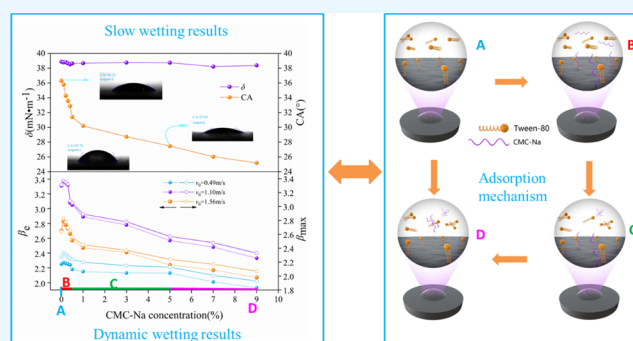 Slow wetting results
40
38
36
34
32
30
28
26
24
δ(mN•m⁻¹)
40
38
36
34
32
30
28
26
24
CA(°)
δ
CA
3.4
3.2
3.0
2.8
2.6
2.4
2.2
2.0
βe
3.4
3.2
3.0
2.8
2.6
2.4
2.2
2.0
1.8
βmax
v₀=0.49m/s
v₀=1.10m/s
v₀=1.56m/s
A
B
C
D
0 1 2 3 4 5 6 7 8 9 10
CMC-Na concentration(%)
Dynamic wetting results
A
B
Tween-80
CMC-Na
Adsorption
mechanism
D
C